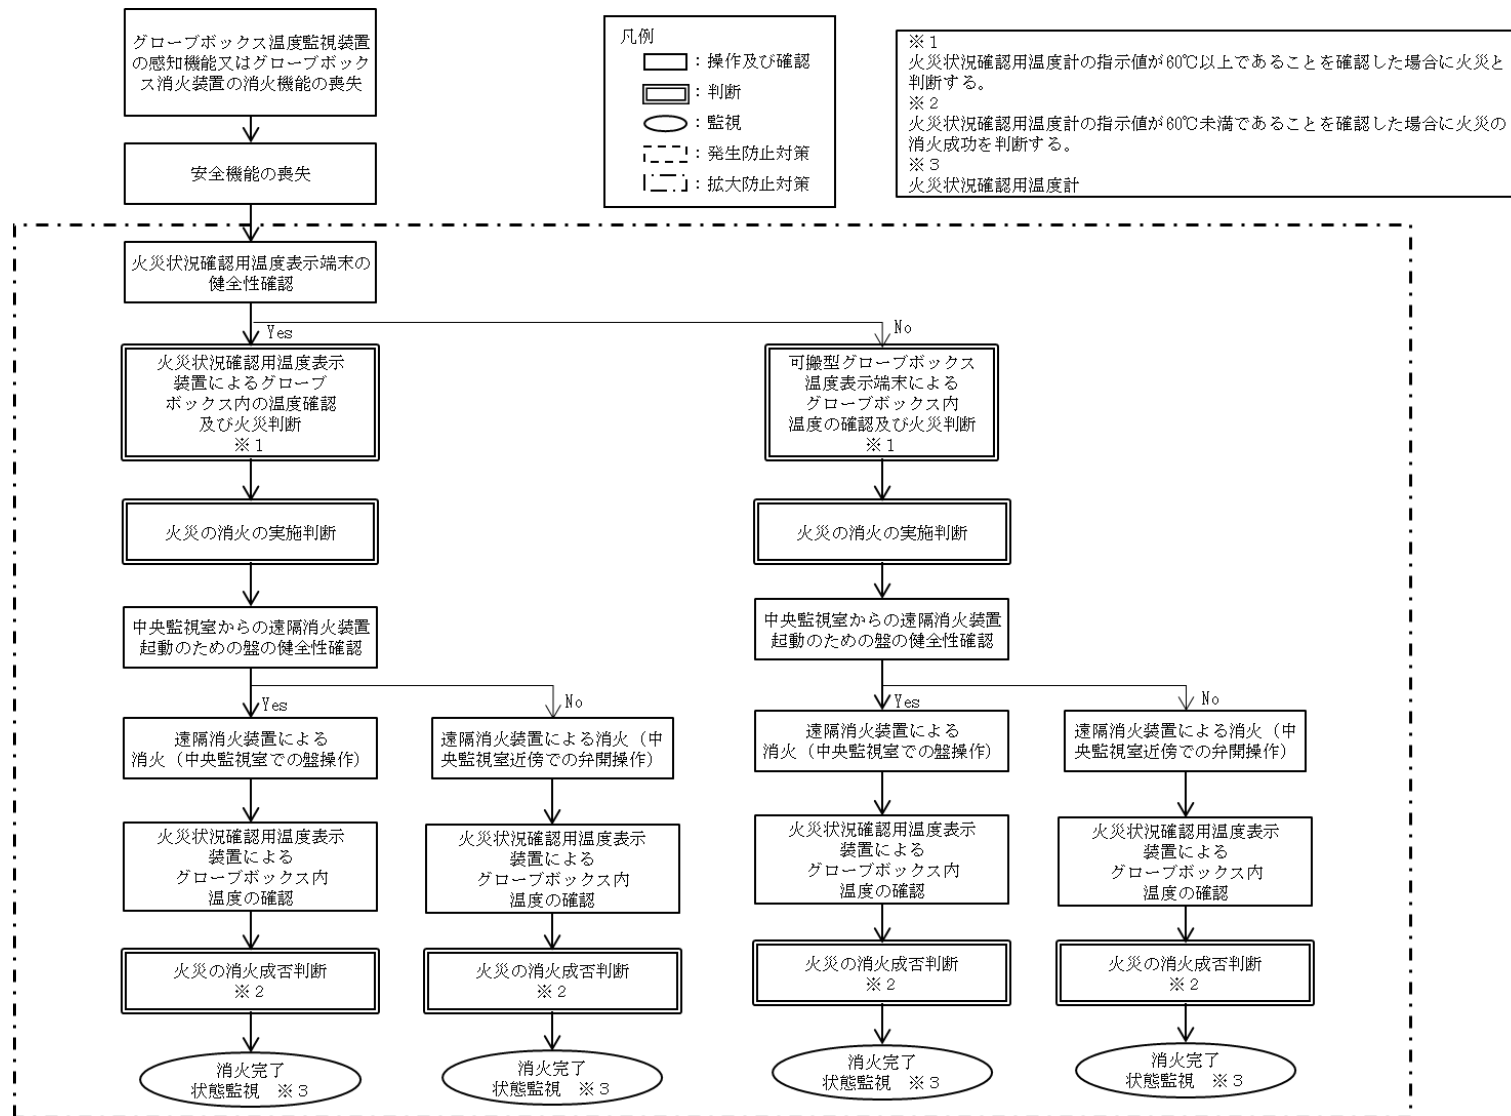 グローブボックス温度監視装置
の感知機能又はグローブボック
ス消火装置の消火機能の喪失
安全機能の喪失
凡例
：操作及び確認
：判断
：監視
：発生防止対策
：拡大防止対策
※１
火災状況確認用温度計の指示値が60℃以上であることを確認した場合に火災と
判断する。
※２
火災状況確認用温度計の指示値が60℃未満であることを確認した場合に火災の
消火成功を判断する。
※３
火災状況確認用温度計
火災状況確認用温度表示端末の
健全性確認
Yes
No
火災状況確認用温度表示
装置によるグローブ
ボックス内の温度確認
及び火災判断
※１
可搬型グローブボックス
温度表示端末による
グローブボックス内
温度の確認及び火災判断
※１
火災の消火の実施判断
火災の消火の実施判断
中央監視室からの遠隔消火装置
起動のための盤の健全性確認
中央監視室からの遠隔消火装置
起動のための盤の健全性確認
Yes
No
Yes
No
遠隔消火装置による
消火（中央監視室での盤操作）
遠隔消火装置による消火（中
央監視室近傍での弁開操作）
遠隔消火装置による
消火（中央監視室での盤操作）
遠隔消火装置による消火（中
央監視室近傍での弁開操作）
火災状況確認用温度表示
装置による
グローブボックス内
温度の確認
火災状況確認用温度表示
装置による
グローブボックス内
温度の確認
火災状況確認用温度表示
装置による
グローブボックス内
温度の確認
火災状況確認用温度表示
装置による
グローブボックス内
温度の確認
火災の消火成否判断
※２
火災の消火成否判断
※２
火災の消火成否判断
※２
火災の消火成否判断
※２
消火完了
状態監視　※３
消火完了
状態監視　※３
消火完了
状態監視　※３
消火完了
状態監視　※３